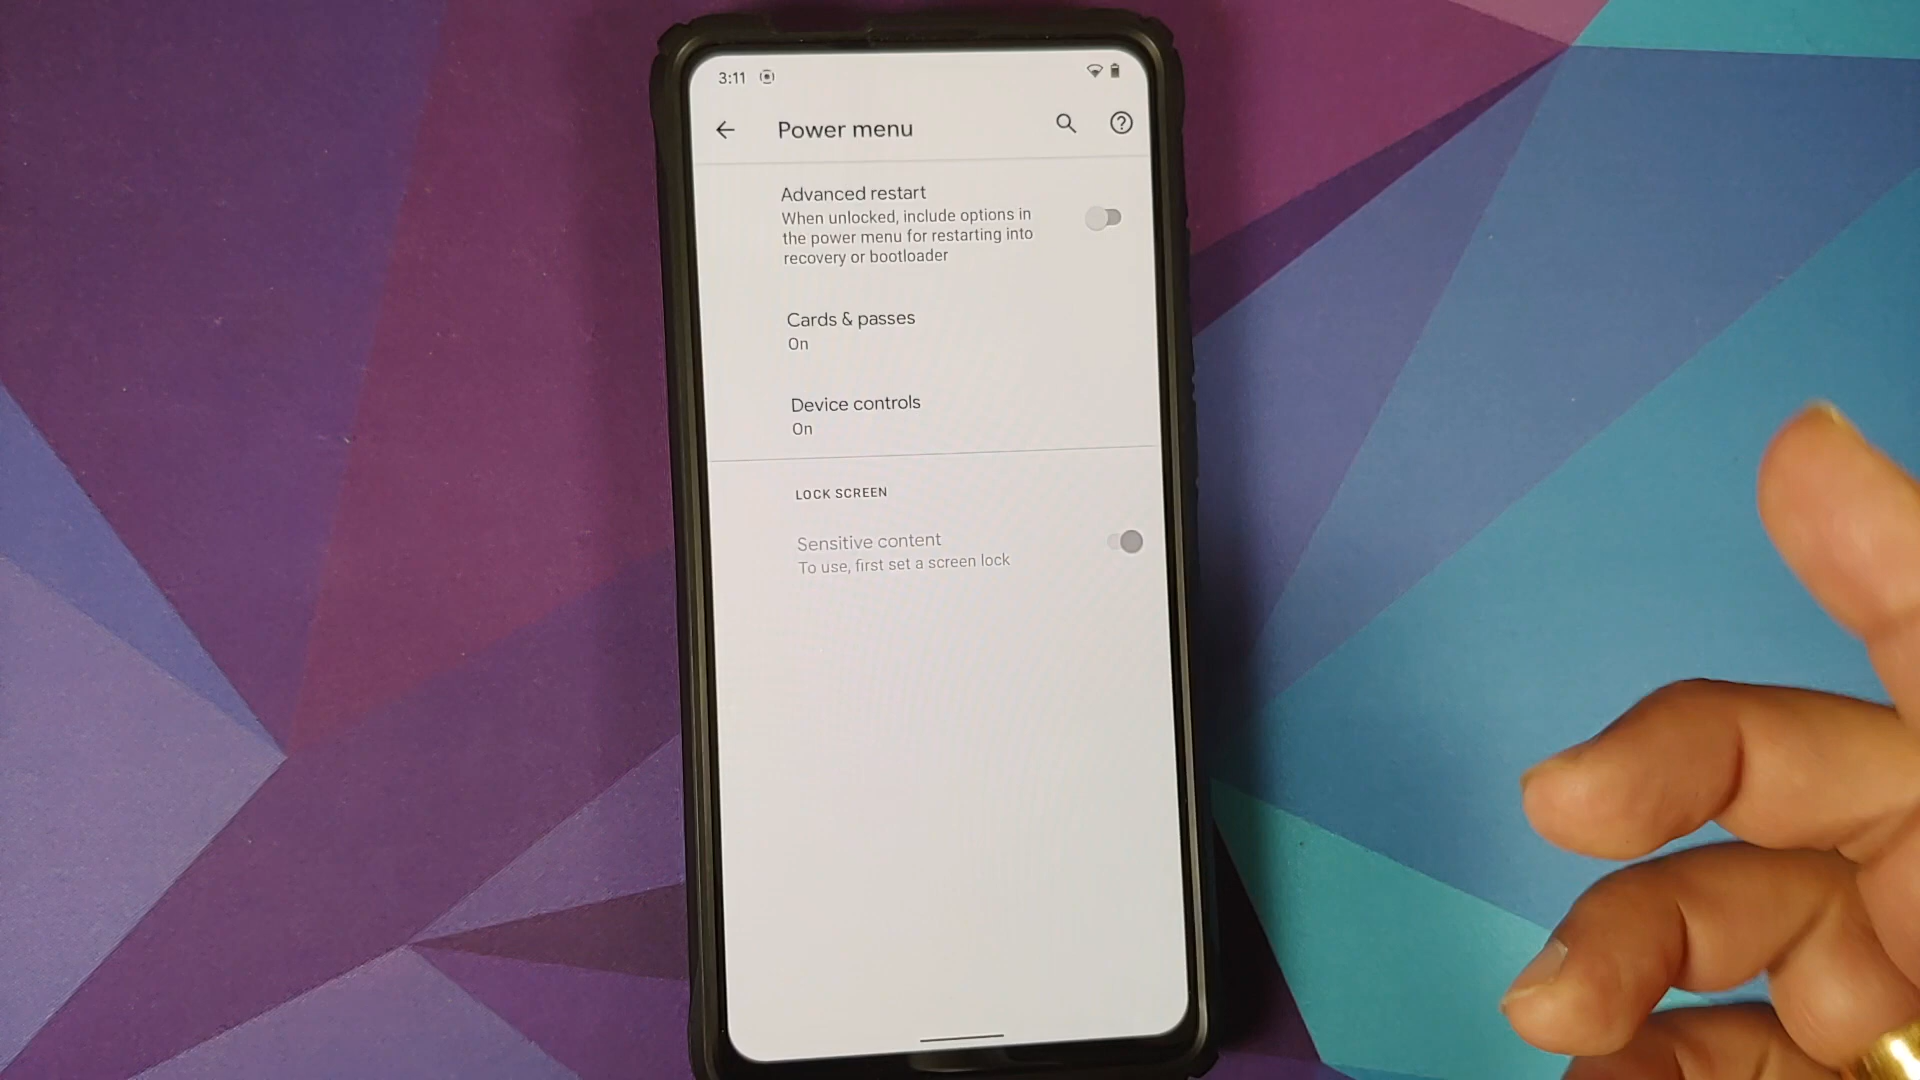 3:11
Power menu
Advanced restart
When unlocked, include options in
the power menu for restarting into
recovery or bootloader
Cards & passes
On
Device controls
On
LOCK SCREEN
Sensitive content
To use, first set a screen lock